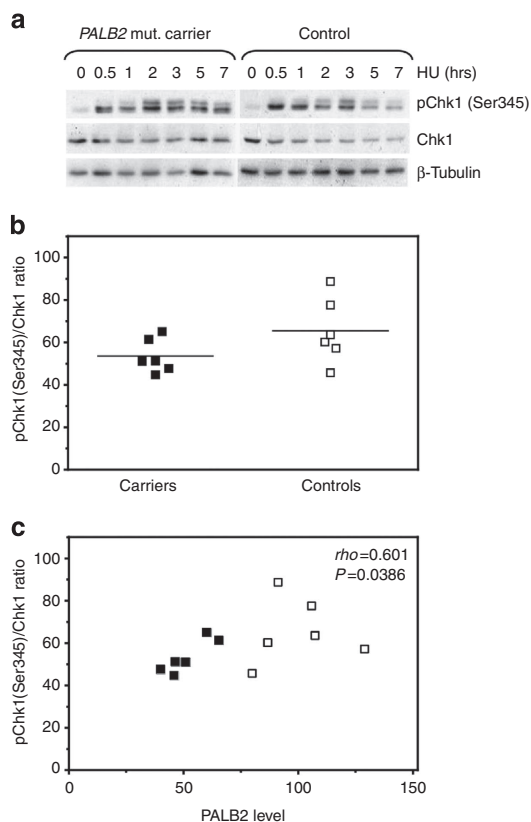 a
PALB2 mut. carrier Control
0 0.5 1 2 3 5 7 0 0.5 1 2 3 5 7 HU (hrs)
pChk1 (Ser345)
Chk1
β-Tubulin
b
100
80
60
40
20
0
pChk1(Ser345)/Chk1 ratio
Carriers Controls
c
rho=0.601
P=0.0386
100
80
60
40
20
0
pChk1(Ser345)/Chk1 ratio
0 50 100 150
PALB2 level